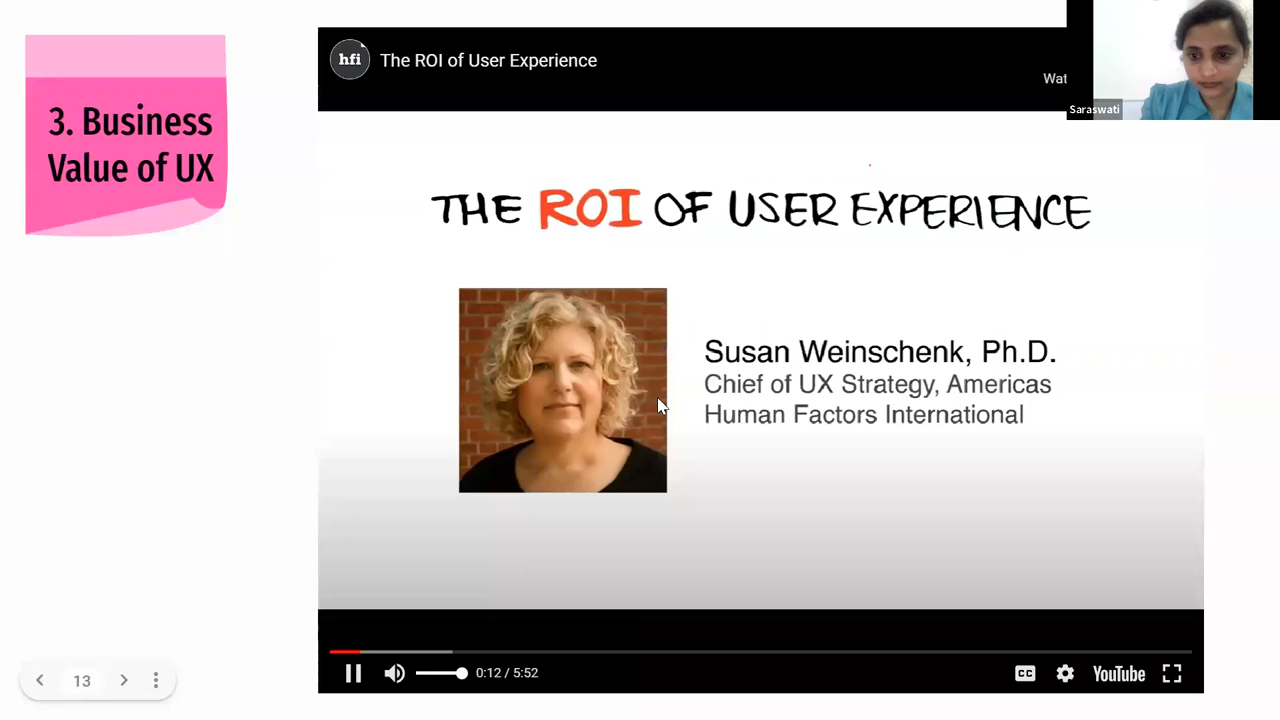 3. Business
Value of UX
hfi
The ROI of User Experience
Wat
Saraswati
THE ROI OF USER EXPERIENCE
Susan Weinschenk, Ph.D.
Chief of UX Strategy, Americas
Human Factors International
0:12 / 5:52
CC
YouTube
13